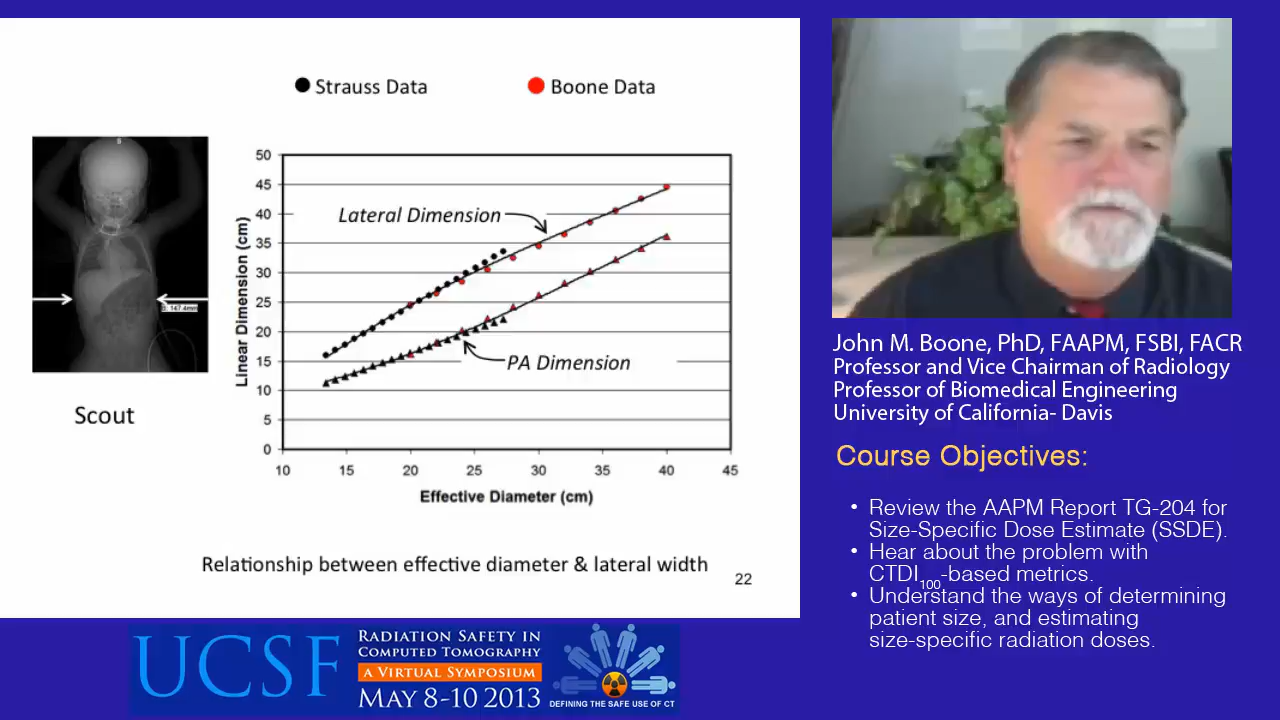 Strauss Data
Boone Data
S
B: 147.4mm
Scout
Linear Dimension (cm)
50
45
40
35
30
25
20
15
10
5
0
Lateral Dimension
PA Dimension
10 15 20 25 30 35 40 45
Effective Diameter (cm)
Relationship between effective diameter & lateral width
22
John M. Boone, PhD, FAAPM, FSBI, FACR
Professor and Vice Chairman of Radiology
Professor of Biomedical Engineering
University of California- Davis
Course Objectives:
• Review the AAPM Report TG-204 for
Size-Specific Dose Estimate (SSDE).
• Hear about the problem with
CTDI100-based metrics.
• Understand the ways of determining
patient size, and estimating
size-specific radiation doses.
UCSF
RADIATION SAFETY IN
COMPUTED TOMOGRAPHY
A VIRTUAL SYMPOSIUM
MAY 8-10 2013
DEFINING THE SAFE USE OF CT